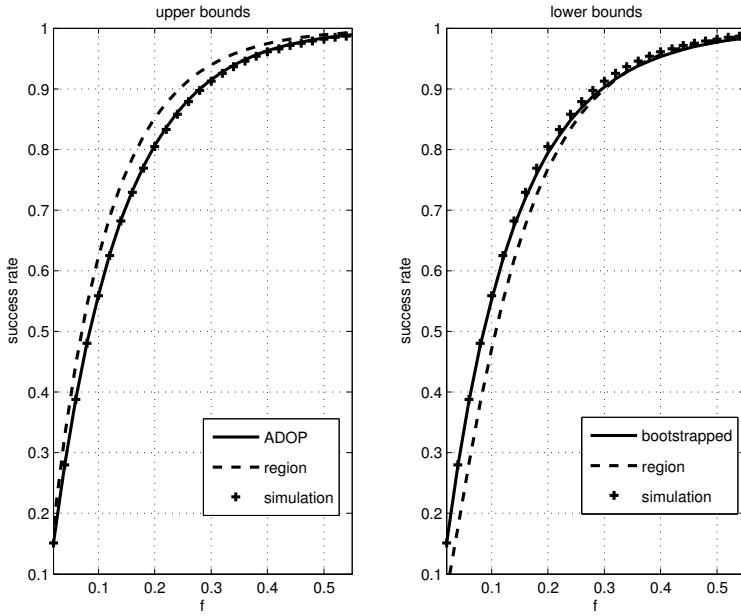 upper bounds
success rate
1
0.9
0.8
0.7
0.6
0.5
0.4
0.3
0.2
0.1
0.1 0.2 0.3 0.4 0.5
f
ADOP
region
simulation
lower bounds
success rate
1
0.9
0.8
0.7
0.6
0.5
0.4
0.3
0.2
0.1
0.1 0.2 0.3 0.4 0.5
f
bootstrapped
region
simulation